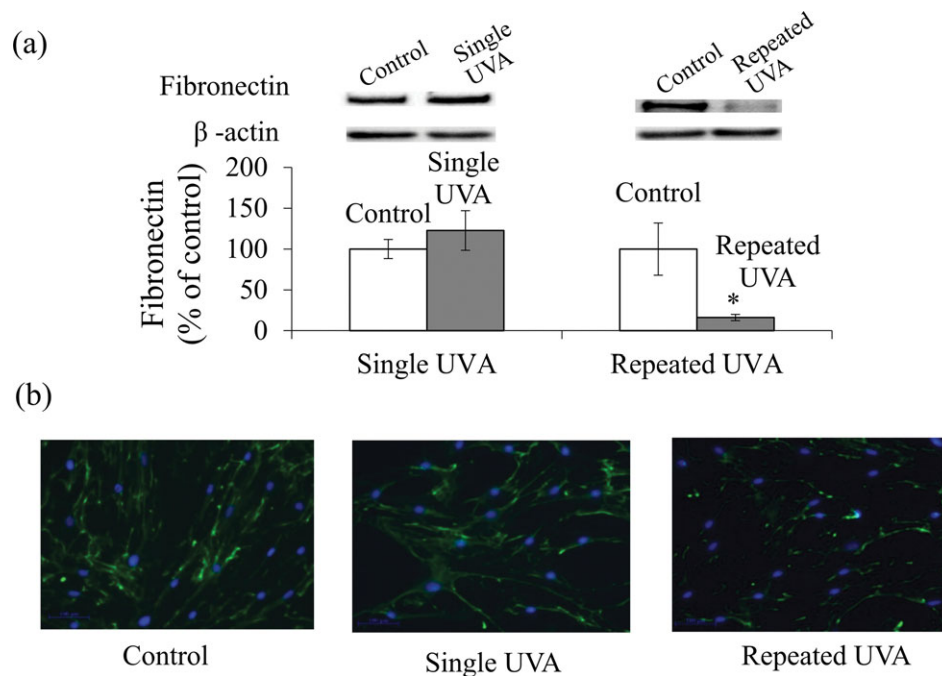 (a)
Control
Single
UVA
Control
Repeated
UVA
Fibronectin
β -actin
Fibronectin
(% of control)
200
150
100
50
0
Control
Single
UVA
Control
Repeated
UVA
*
Single UVA
Repeated UVA
(b)
Control
Single UVA
Repeated UVA